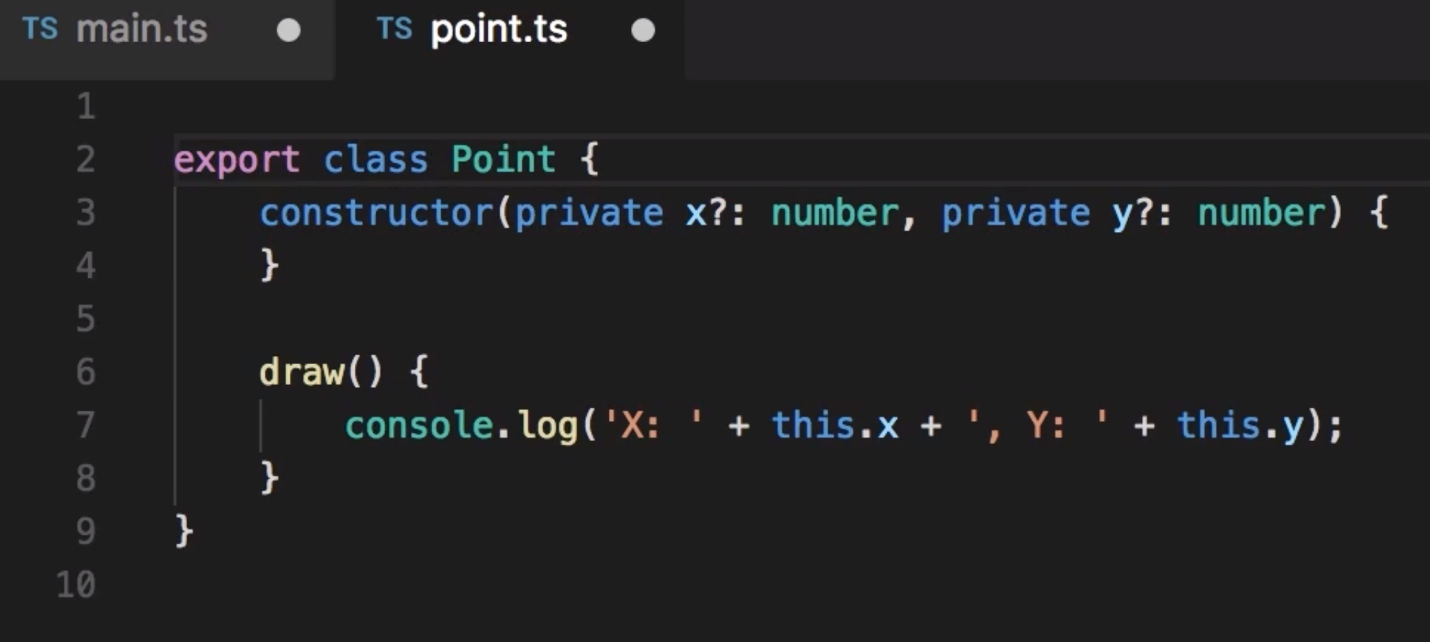 TS main.ts ● TS point.ts ●
1
2 export class Point {
3     constructor(private x?: number, private y?: number) {
4     }
5
6     draw() {
7         console.log('X: ' + this.x + ', Y: ' + this.y);
8     }
9 }
10